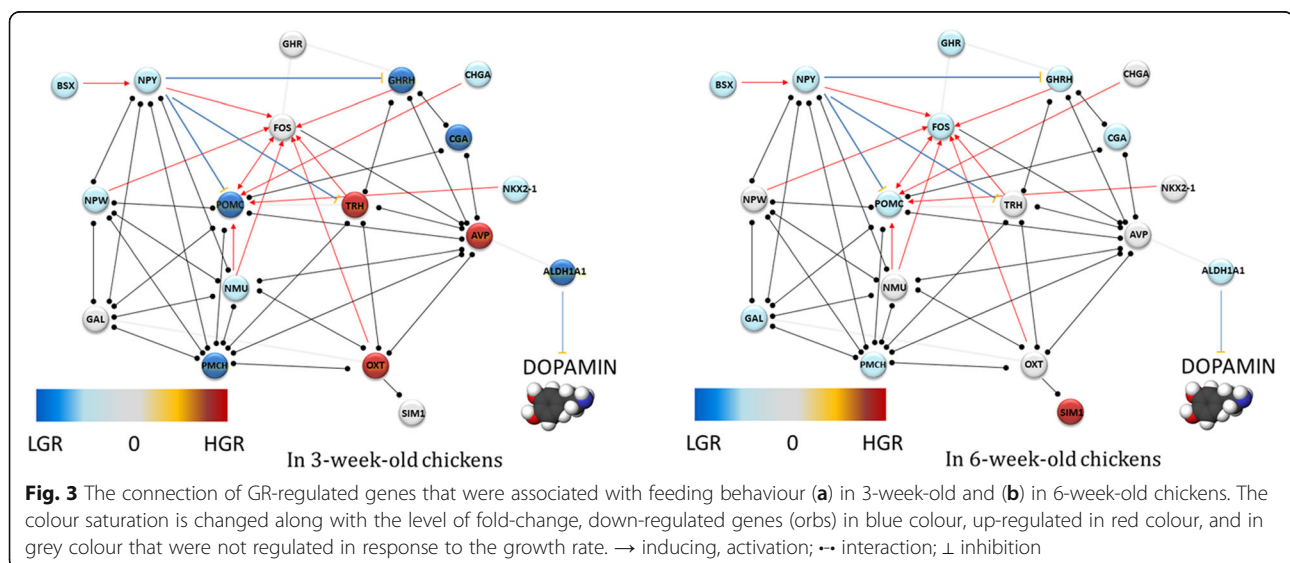 GHR
BSX
NPY
GHRH
CHGA
FOS
CGA
NPW
POMC
TRH
NKX2-1
AVP
NMU
ALDH1A1
GAL
PMCH
OXT
DOPAMIN
SIM1
LGR 0 HGR
In 3-week-old chickens
GHR
BSX
NPY
GHRH
CHGA
FOS
CGA
NPW
POMC
TRH
NKX2-1
AVP
NMU
ALDH1A1
GAL
PMCH
OXT
DOPAMIN
SIM1
LGR 0 HGR
In 6-week-old chickens
Fig. 3 The connection of GR-regulated genes that were associated with feeding behaviour (a) in 3-week-old and (b) in 6-week-old chickens. The
colour saturation is changed along with the level of fold-change, down-regulated genes (orbs) in blue colour, up-regulated in red colour, and in
grey colour that were not regulated in response to the growth rate. → inducing, activation; •-• interaction; ⊥ inhibition